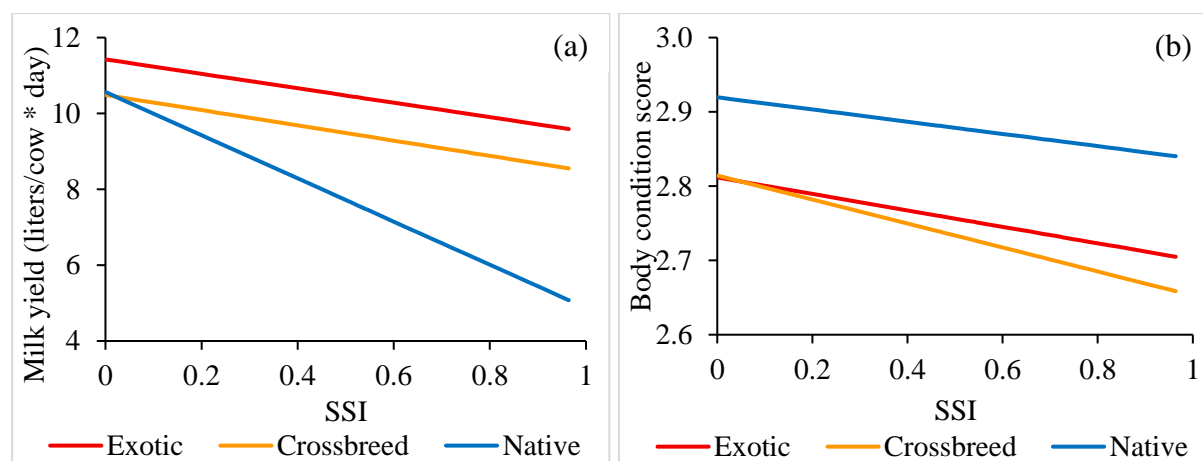 (a)
Milk yield (liters/cow * day)
12
10
8
6
4
0 0.2 0.4 0.6 0.8 1
SSI
Exotic Crossbreed Native
(b)
Body condition score
3.0
2.9
2.8
2.7
2.6
0 0.2 0.4 0.6 0.8 1
SSI
Exotic Crossbreed Native